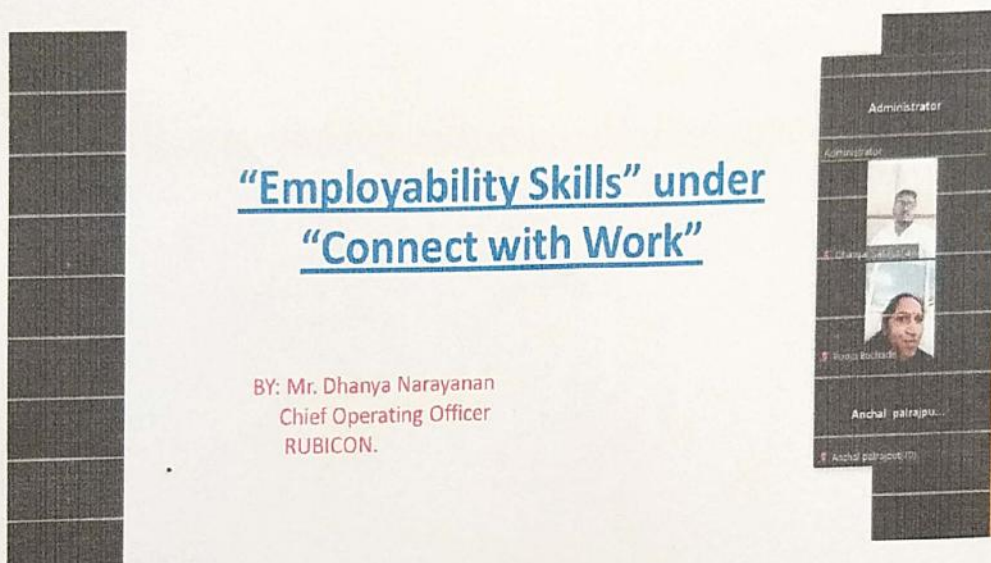 “Employability Skills” under
“Connect with Work”
BY: Mr. Dhanya Narayanan
Chief Operating Officer
RUBICON.
Administrator
Administrator
Anchal palrajpu...